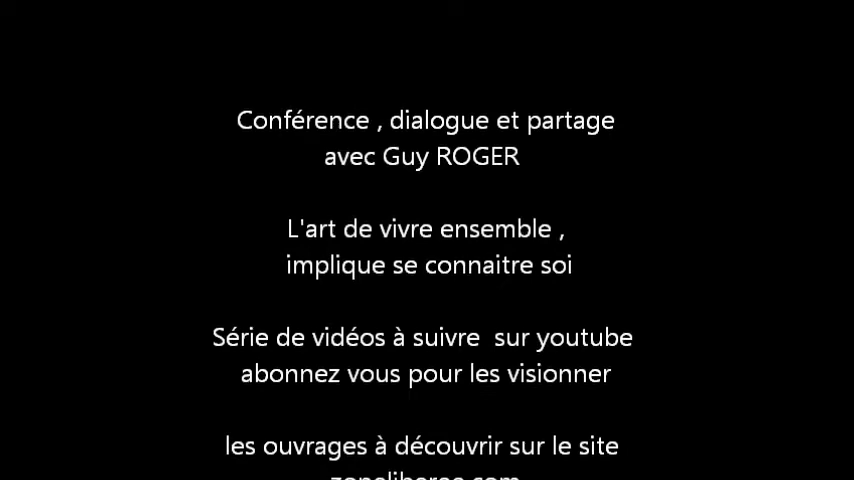 Conférence , dialogue et partage
avec Guy ROGER
L'art de vivre ensemble ,
implique se connaitre soi
Série de vidéos à suivre sur youtube
abonnez vous pour les visionner
les ouvrages à découvrir sur le site